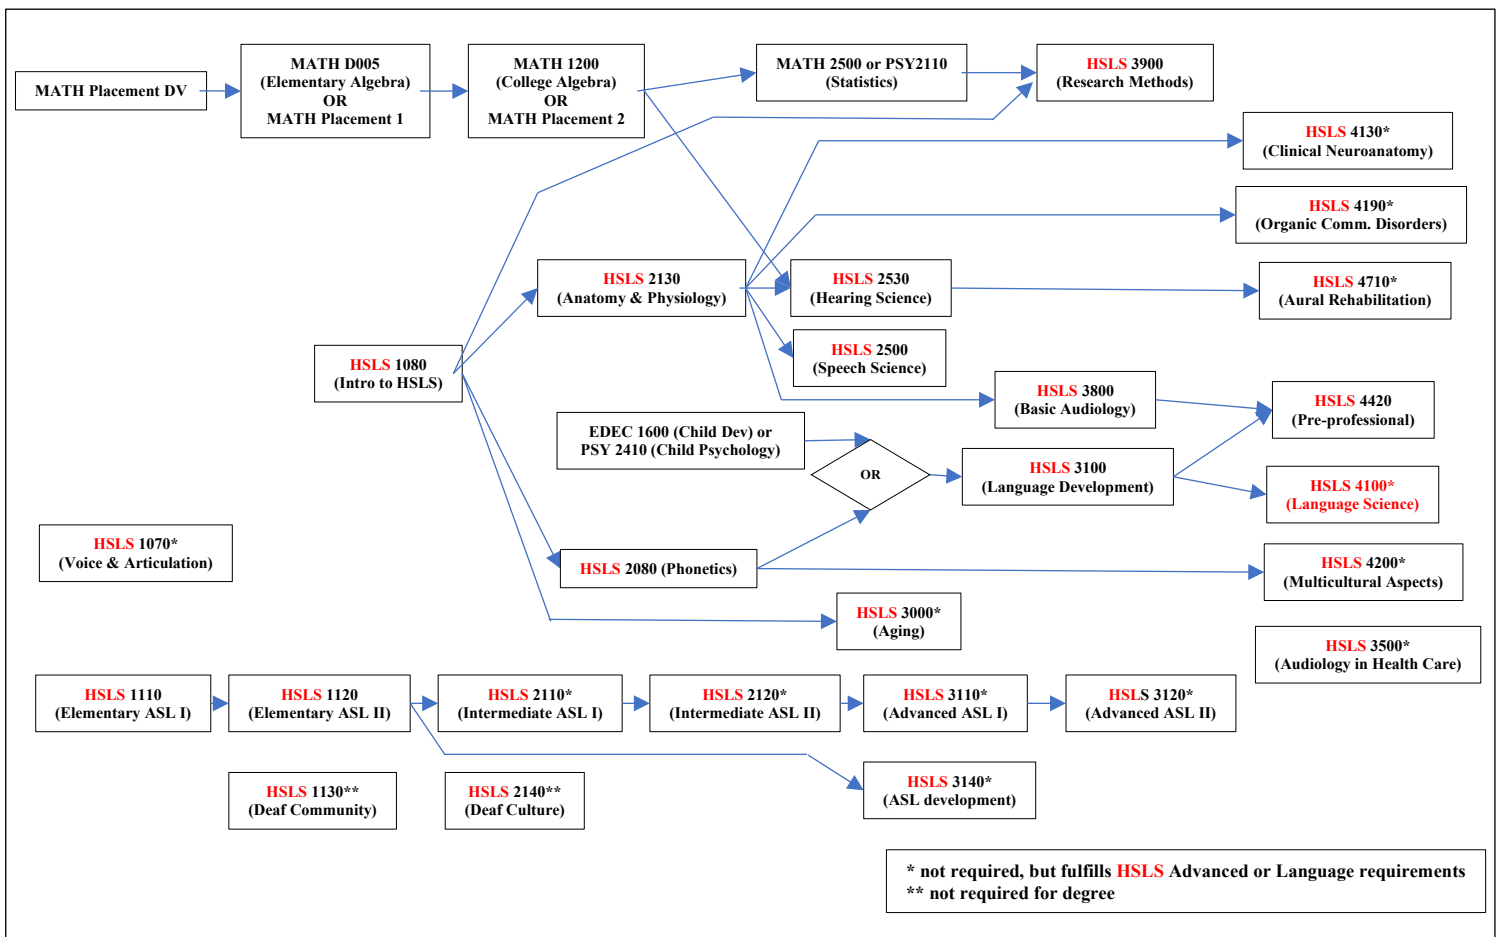 MATH Placement DV
MATH D005
(Elementary Algebra)
OR
MATH Placement 1
MATH 1200
(College Algebra)
OR
MATH Placement 2
MATH 2500 or PSY2110
(Statistics)
HSLS 3900
(Research Methods)
HSLS 4130*
(Clinical Neuroanatomy)
HSLS 4190*
(Organic Comm. Disorders)
HSLS 2130
(Anatomy & Physiology)
HSLS 2530
(Hearing Science)
HSLS 4710*
(Aural Rehabilitation)
HSLS 1080
(Intro to HSLS)
HSLS 2500
(Speech Science)
HSLS 3800
(Basic Audiology)
HSLS 4420
(Pre-professional)
EDEC 1600 (Child Dev) or
PSY 2410 (Child Psychology)
OR
HSLS 3100
(Language Development)
HSLS 4100*
(Language Science)
HSLS 1070*
(Voice & Articulation)
HSLS 2080 (Phonetics)
HSLS 4200*
(Multicultural Aspects)
HSLS 3000*
(Aging)
HSLS 3500*
(Audiology in Health Care)
HSLS 1110
(Elementary ASL I)
HSLS 1120
(Elementary ASL II)
HSLS 2110*
(Intermediate ASL I)
HSLS 2120*
(Intermediate ASL II)
HSLS 3110*
(Advanced ASL I)
HSLS 3120*
(Advanced ASL II)
HSLS 1130**
(Deaf Community)
HSLS 2140**
(Deaf Culture)
HSLS 3140*
(ASL development)
* not required, but fulfills HSLS Advanced or Language requirements
** not required for degree